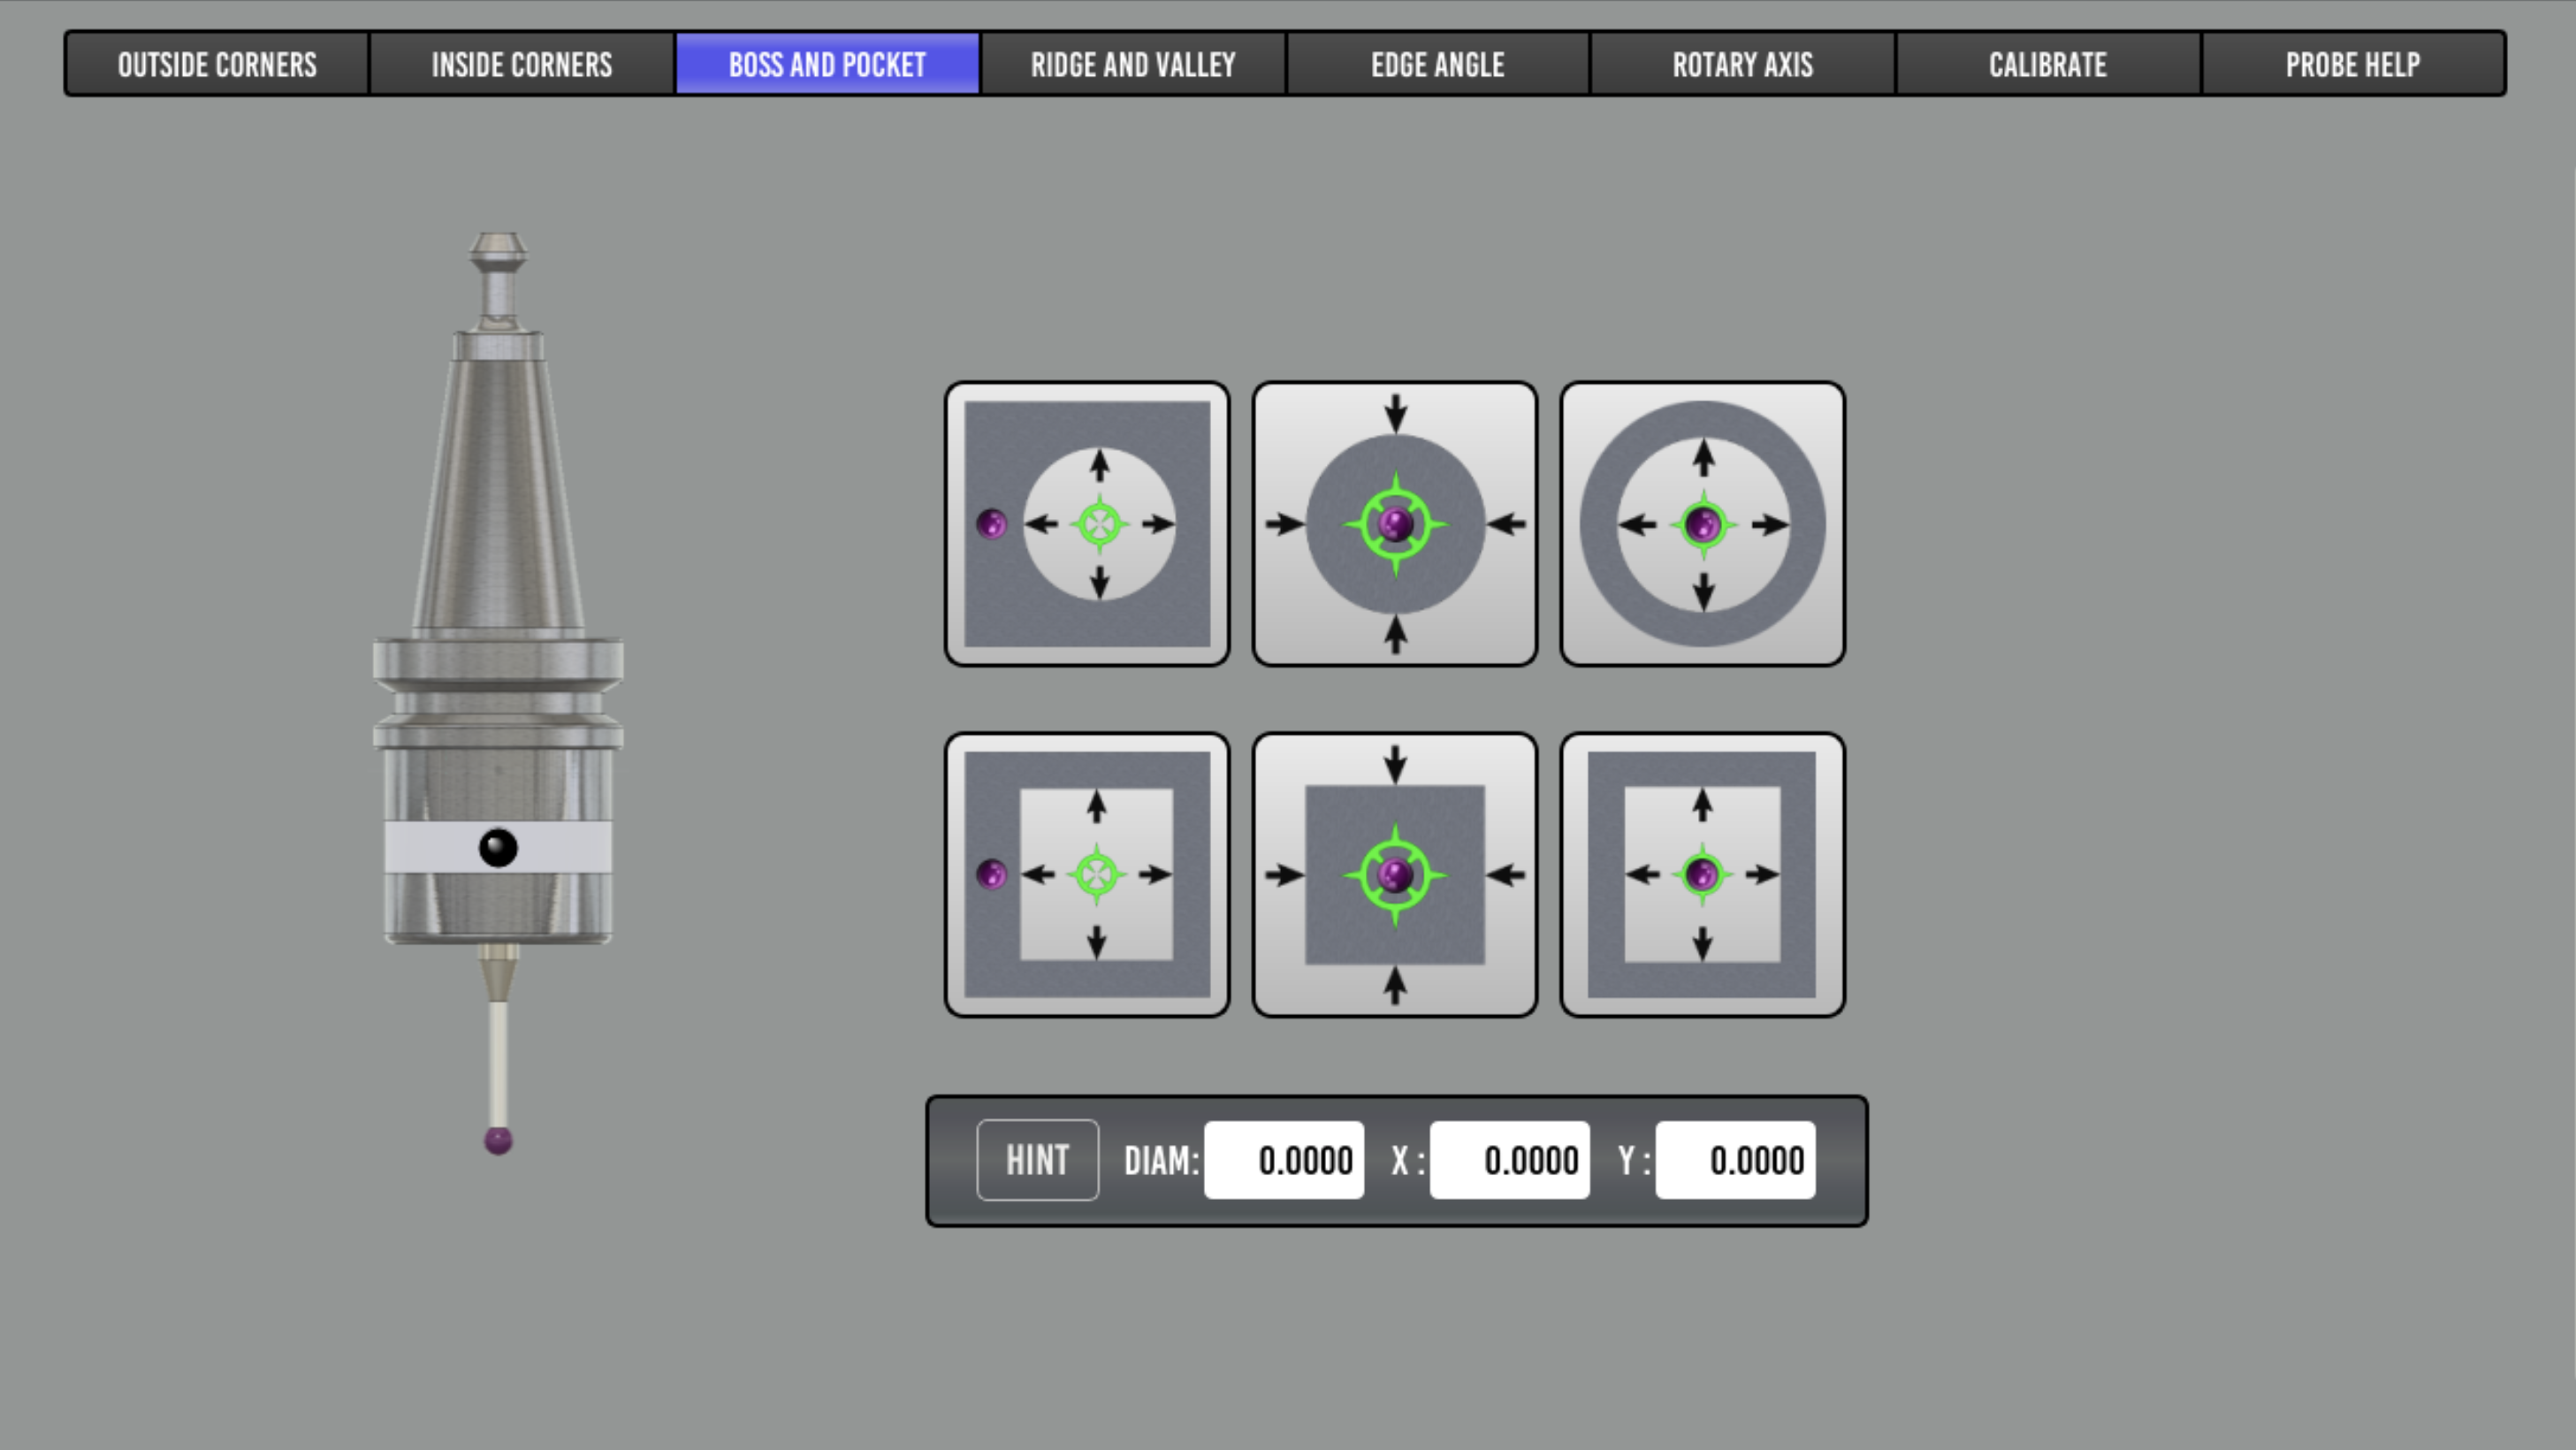 OUTSIDE CORNERS INSIDE CORNERS BOSS AND POCKET RIDGE AND VALLEY EDGE ANGLE ROTARY AXIS CALIBRATE PROBE HELP
HINT DIAM: 0.0000 X : 0.0000 Y : 0.0000